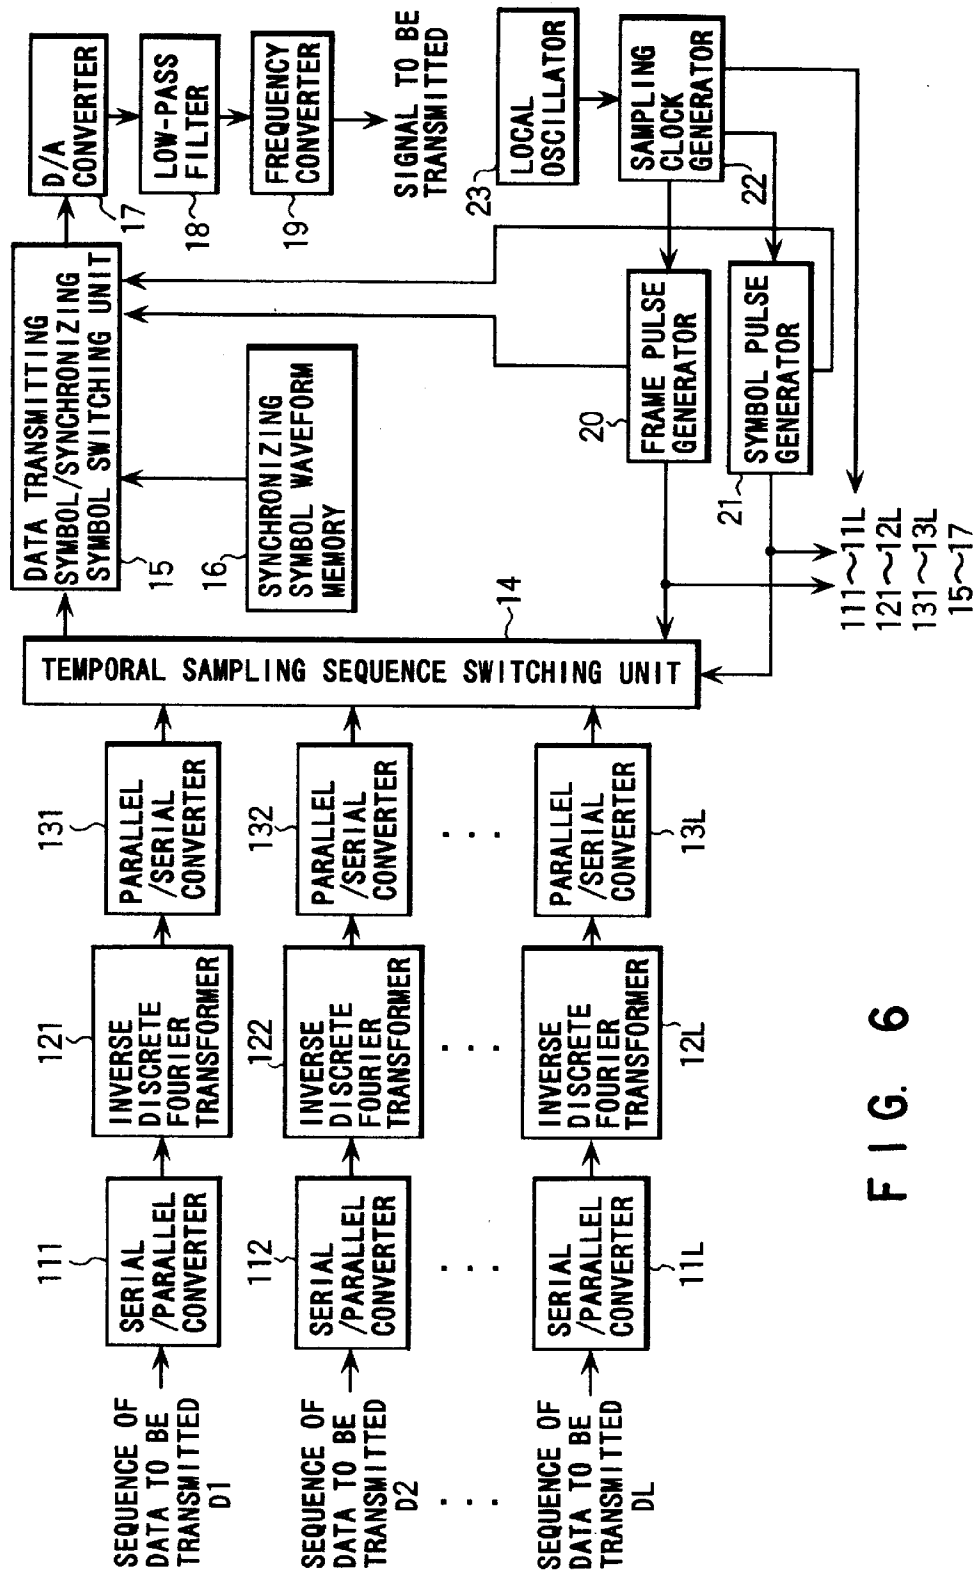 SEQUENCE OF
DATA TO BE
TRANSMITTED
D1
111
SERIAL
/PARALLEL
CONVERTER
121
INVERSE
DISCRETE
FOURIER
TRANSFORMER
131
PARALLEL
/SERIAL
CONVERTER
SEQUENCE OF
DATA TO BE
TRANSMITTED
D2
112
SERIAL
/PARALLEL
CONVERTER
122
INVERSE
DISCRETE
FOURIER
TRANSFORMER
132
PARALLEL
/SERIAL
CONVERTER
. . .
. . .
. . .
. . .
SEQUENCE OF
DATA TO BE
TRANSMITTED
DL
SERIAL
/PARALLEL
CONVERTER
11L
INVERSE
DISCRETE
FOURIER
TRANSFORMER
12L
PARALLEL
/SERIAL
CONVERTER
13L
TEMPORAL SAMPLING SEQUENCE SWITCHING UNIT
14
DATA TRANSMITTING
SYMBOL/SYNCHRONIZING
SYMBOL SWITCHING UNIT
15
16
SYNCHRONIZING
SYMBOL WAVEFORM
MEMORY
D/A
CONVERTER
17
LOW-PASS
FILTER
18
FREQUENCY
CONVERTER
19
SIGNAL TO BE
TRANSMITTED
23
LOCAL
OSCILLATOR
SAMPLING
CLOCK
GENERATOR
22
20
FRAME PULSE
GENERATOR
21
SYMBOL PULSE
GENERATOR
111~11L
121~12L
131~13L
15~17
FIG. 6